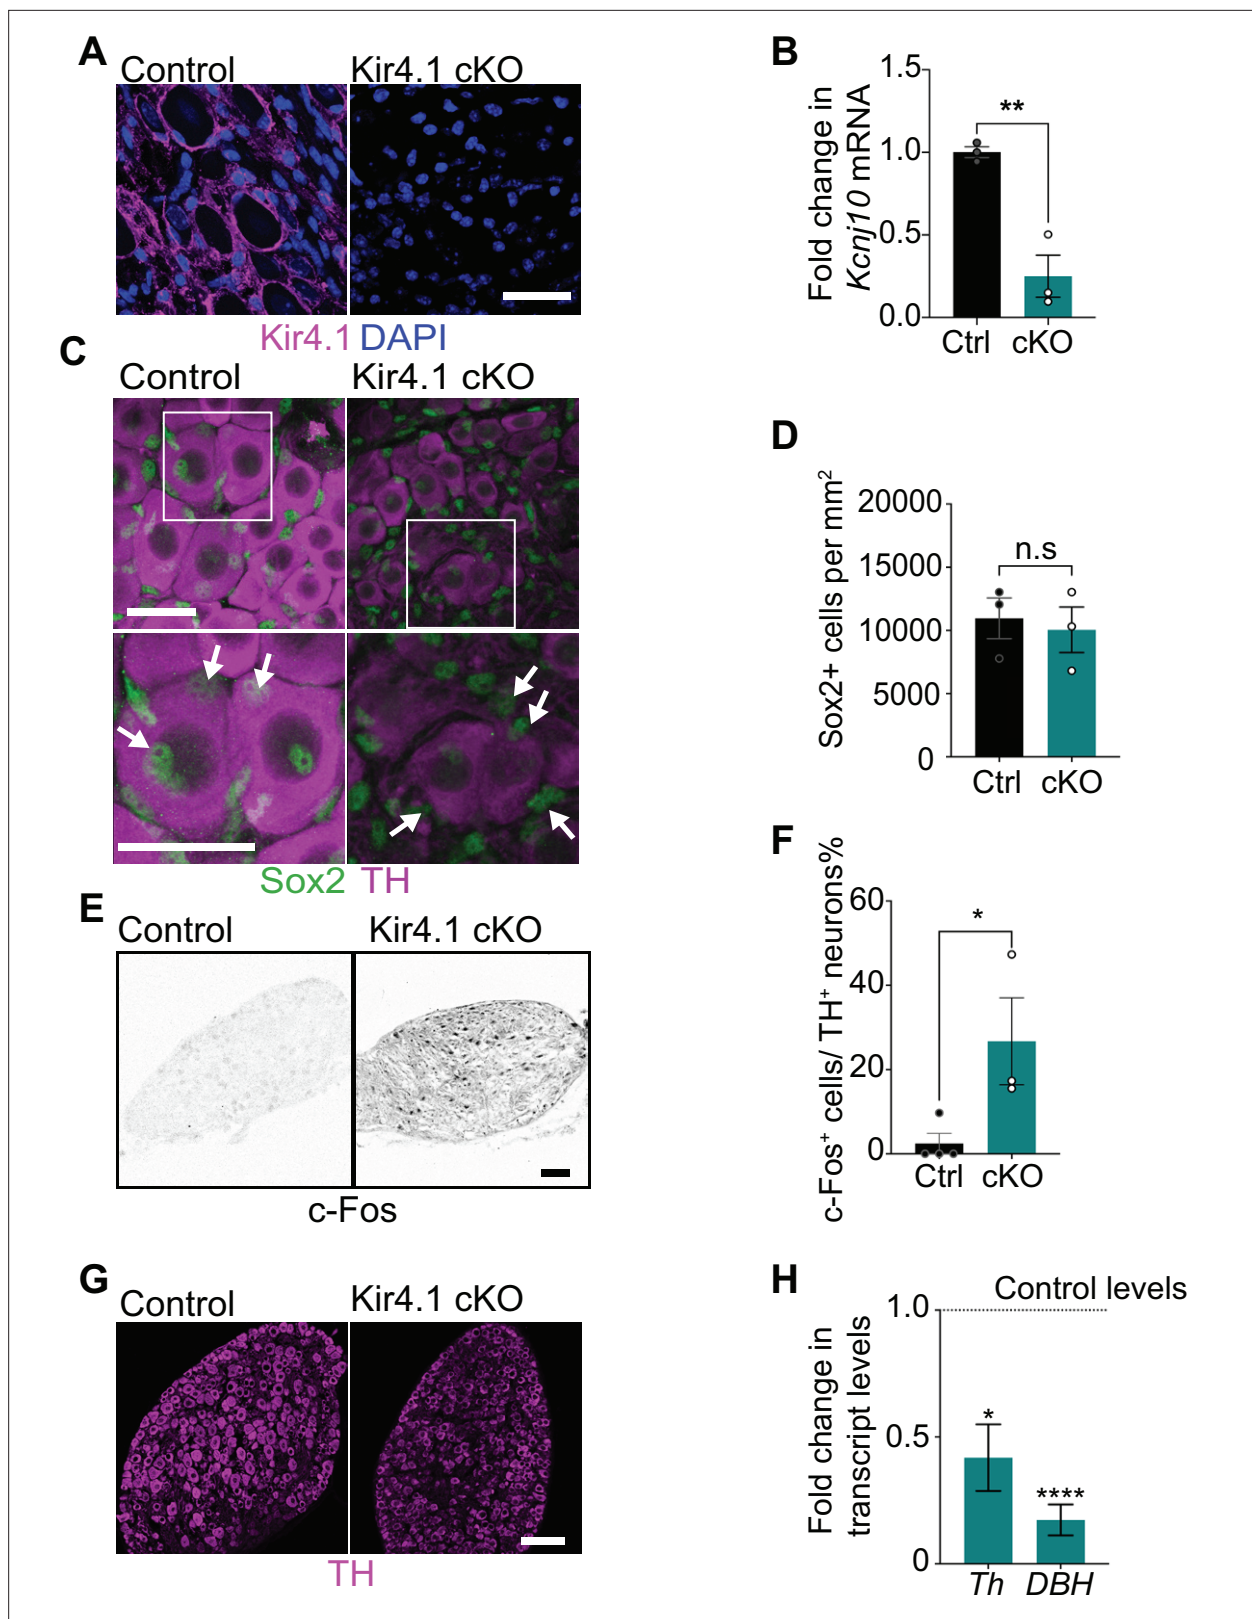 A
Control
Kir4.1 cKO
Kir4.1 DAPI
B
Fold change in
Kcnj10 mRNA
1.5
1.0
0.5
0.0
**
Ctrl
cKO
C
Control
Kir4.1 cKO
Sox2 TH
D
Sox2+ cells per mm²
20000
15000
10000
5000
0
n.s
Ctrl
cKO
E
Control
Kir4.1 cKO
c-Fos
F
c-Fos⁺ cells/ TH⁺ neurons%
60
40
20
0
*
Ctrl
cKO
G
Control
Kir4.1 cKO
TH
H
Control levels
Fold change in
transcript levels
1.0
0.5
0
*
****
Th
DBH